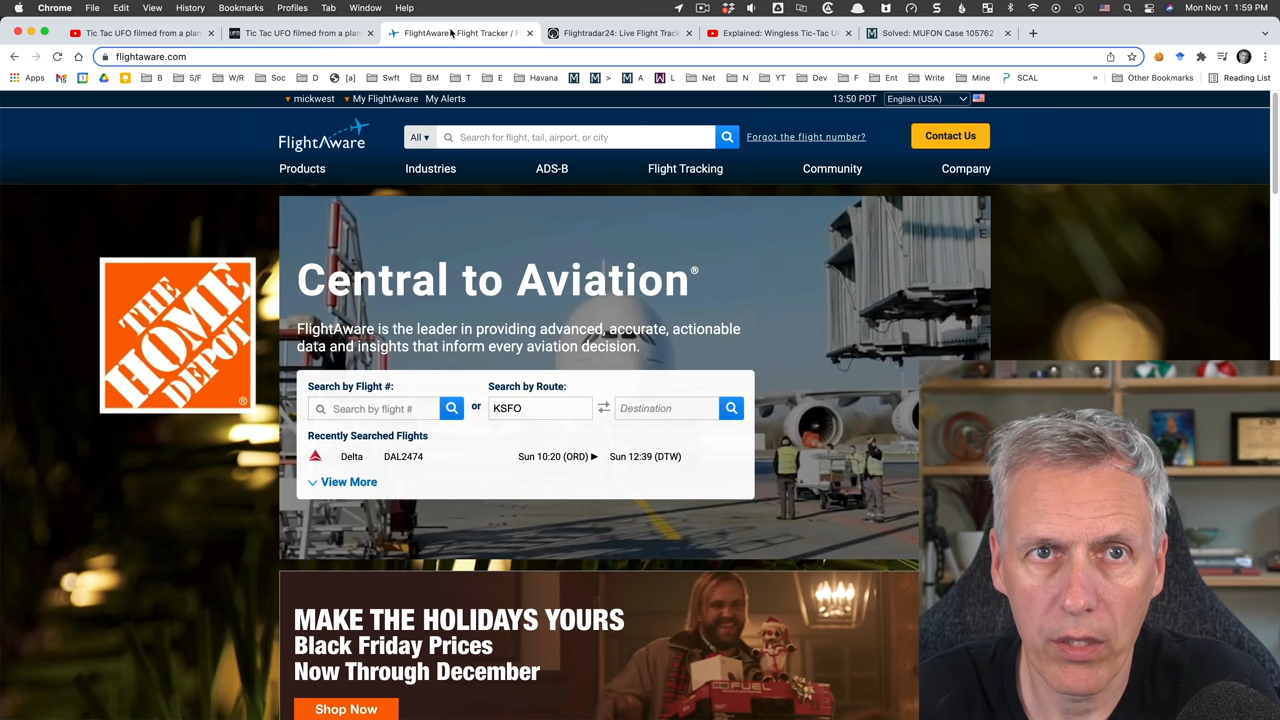 Chrome File Edit View History Bookmarks Profiles Tab Window Help Mon Nov 1 1:59 PM
Tic Tac UFO filmed from a plan
Tic Tac UFO filmed from a plan
FlightAware Flight Tracker / F
Flightradar24: Live Flight Track
Explained: Wingless Tic-Tac U
Solved: MUFON Case 105762
flightaware.com
Apps B S/F W/R Soc D [a] Swft BM T E Havana > A L Net N YT Dev F Ent Write Mine SCAL » Other Bookmarks Reading List
mickwest My FlightAware My Alerts 13:50 PDT English (USA)
FlightAware All Search for flight, tail, airport, or city Forgot the flight number? Contact Us
Products Industries ADS-B Flight Tracking Community Company
THE
HOME
DEPOT
Central to Aviation®
FlightAware is the leader in providing advanced, accurate, actionable
data and insights that inform every aviation decision.
Search by Flight #: Search by Route:
Search by flight # or KSFO Destination
Recently Searched Flights
Delta DAL2474 Sun 10:20 (ORD) ▶ Sun 12:39 (DTW)
View More
MAKE THE HOLIDAYS YOURS
Black Friday Prices
Now Through December
Shop Now
FUEL